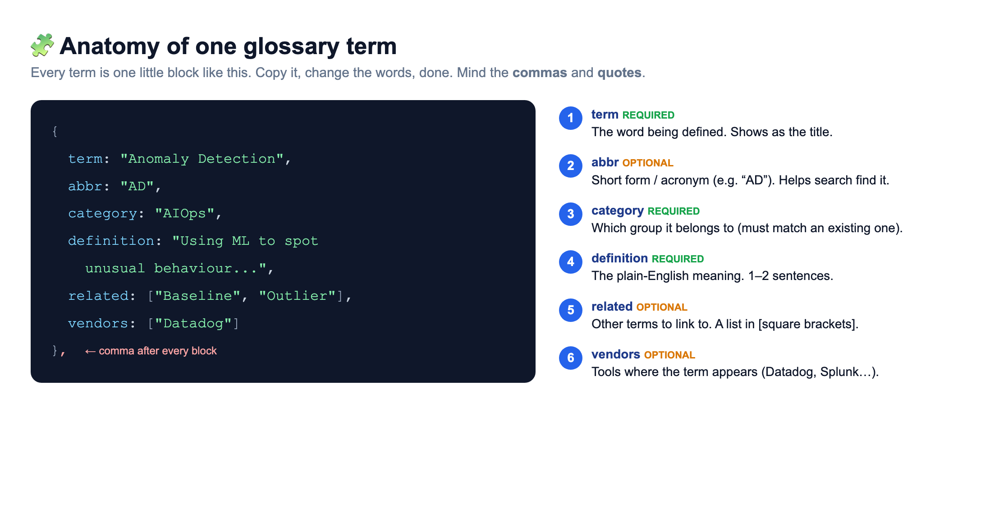 Anatomy of one glossary term
Every term is one little block like this. Copy it, change the words, done. Mind the commas and quotes.
{
term: "Anomaly Detection",
abbr: "AD",
category: "AIOps",
definition: "Using ML to spot
unusual behaviour...",
related: ["Baseline", "Outlier"],
vendors: ["Datadog"]
}, ← comma after every block
1 term REQUIRED
The word being defined. Shows as the title.
2 abbr OPTIONAL
Short form / acronym (e.g. “AD”). Helps search find it.
3 category REQUIRED
Which group it belongs to (must match an existing one).
4 definition REQUIRED
The plain-English meaning. 1–2 sentences.
5 related OPTIONAL
Other terms to link to. A list in [square brackets].
6 vendors OPTIONAL
Tools where the term appears (Datadog, Splunk…).